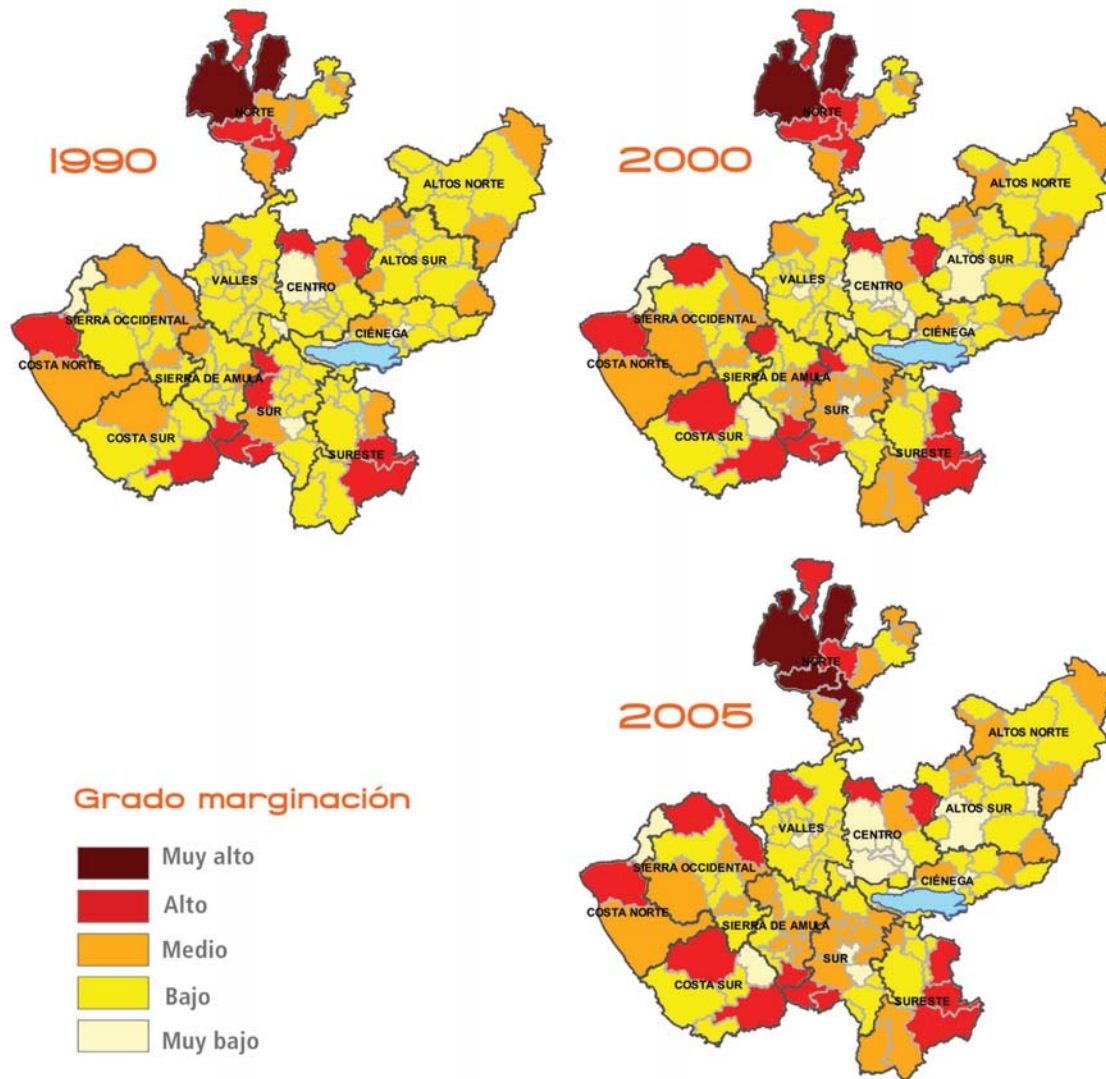 1990
NORTE
ALTOS NORTE
ALTOS SUR
VALLES
CENTRO
SIERRA OCCIDENTAL
CIÉNEGA
COSTA NORTE
SIERRA DE AMULA
SUR
COSTA SUR
SURESTE
2000
NORTE
ALTOS NORTE
ALTOS SUR
VALLES
CENTRO
SIERRA OCCIDENTAL
CIÉNEGA
COSTA NORTE
SIERRA DE AMULA
SUR
COSTA SUR
SURESTE
2005
NORTE
ALTOS NORTE
ALTOS SUR
VALLES
CENTRO
SIERRA OCCIDENTAL
CIÉNEGA
COSTA NORTE
SIERRA DE AMULA
SUR
COSTA SUR
SURESTE
Grado marginación
Muy alto
Alto
Medio
Bajo
Muy bajo